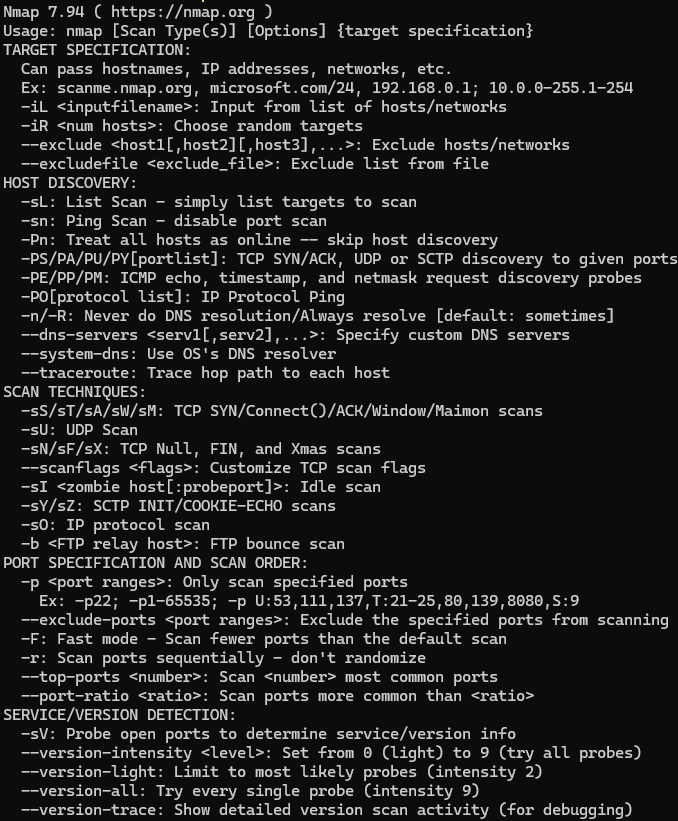 Nmap 7.94 ( https://nmap.org )
Usage: nmap [Scan Type(s)] [Options] {target specification}
TARGET SPECIFICATION:
  Can pass hostnames, IP addresses, networks, etc.
  Ex: scanme.nmap.org, microsoft.com/24, 192.168.0.1; 10.0.0-255.1-254
  -iL <inputfilename>: Input from list of hosts/networks
  -iR <num hosts>: Choose random targets
  --exclude <host1[,host2][,host3],...>: Exclude hosts/networks
  --excludefile <exclude_file>: Exclude list from file
HOST DISCOVERY:
  -sL: List Scan - simply list targets to scan
  -sn: Ping Scan - disable port scan
  -Pn: Treat all hosts as online -- skip host discovery
  -PS/PA/PU/PY[portlist]: TCP SYN/ACK, UDP or SCTP discovery to given ports
  -PE/PP/PM: ICMP echo, timestamp, and netmask request discovery probes
  -PO[protocol list]: IP Protocol Ping
  -n/-R: Never do DNS resolution/Always resolve [default: sometimes]
  --dns-servers <serv1[,serv2],...>: Specify custom DNS servers
  --system-dns: Use OS's DNS resolver
  --traceroute: Trace hop path to each host
SCAN TECHNIQUES:
  -sS/sT/sA/sW/sM: TCP SYN/Connect()/ACK/Window/Maimon scans
  -sU: UDP Scan
  -sN/sF/sX: TCP Null, FIN, and Xmas scans
  --scanflags <flags>: Customize TCP scan flags
  -sI <zombie host[:probeport]>: Idle scan
  -sY/sZ: SCTP INIT/COOKIE-ECHO scans
  -sO: IP protocol scan
  -b <FTP relay host>: FTP bounce scan
PORT SPECIFICATION AND SCAN ORDER:
  -p <port ranges>: Only scan specified ports
    Ex: -p22; -p1-65535; -p U:53,111,137,T:21-25,80,139,8080,S:9
  --exclude-ports <port ranges>: Exclude the specified ports from scanning
  -F: Fast mode - Scan fewer ports than the default scan
  -r: Scan ports sequentially - don't randomize
  --top-ports <number>: Scan <number> most common ports
  --port-ratio <ratio>: Scan ports more common than <ratio>
SERVICE/VERSION DETECTION:
  -sV: Probe open ports to determine service/version info
  --version-intensity <level>: Set from 0 (light) to 9 (try all probes)
  --version-light: Limit to most likely probes (intensity 2)
  --version-all: Try every single probe (intensity 9)
  --version-trace: Show detailed version scan activity (for debugging)